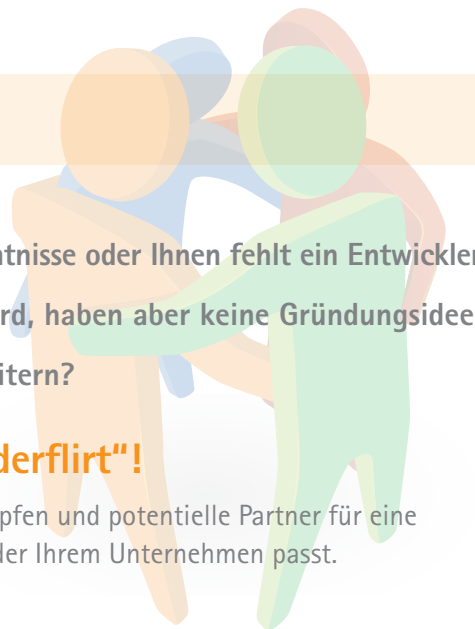 ntnisse oder Ihnen fehlt ein Entwickler
rd, haben aber keine Gründungsidee
itern?
derflirt“!
pfen und potentielle Partner für eine
der Ihrem Unternehmen passt.